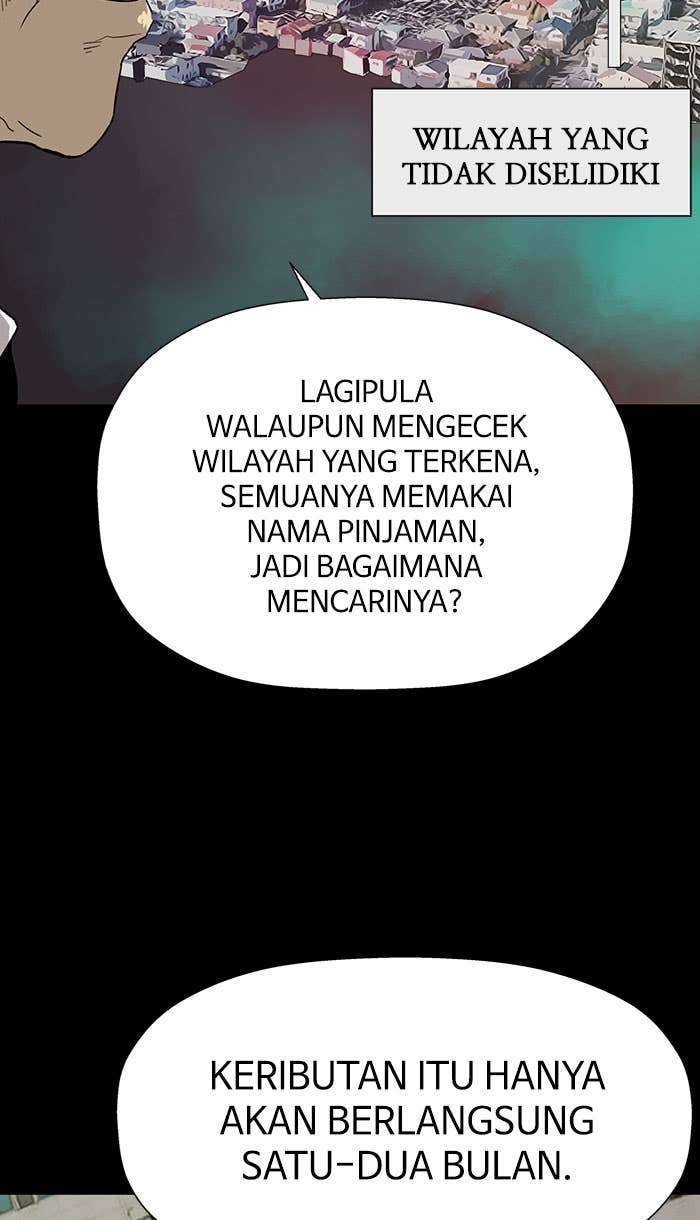 WILAYAH YANG
TIDAK DISELIDIKI
LAGIPULA
WALAUPUN MENGECEK
WILAYAH YANG TERKENA,
SEMUANYA MEMAKAI
NAMA PINJAMAN,
JADI BAGAIMANA
MENCARINYA?
KERIBUTAN ITU HANYA
AKAN BERLANGSUNG
SATU-DUA BULAN.